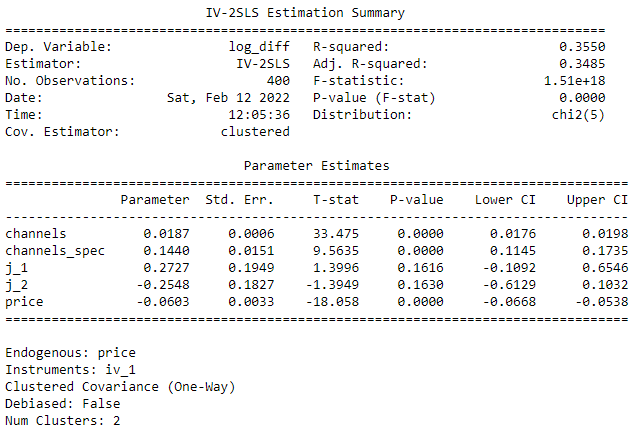 IV-2SLS Estimation Summary
==============================================================================
Dep. Variable: log_diff R-squared: 0.3550
Estimator: IV-2SLS Adj. R-squared: 0.3485
No. Observations: 400 F-statistic: 1.51e+18
Date: Sat, Feb 12 2022 P-value (F-stat) 0.0000
Time: 12:05:36 Distribution: chi2(5)
Cov. Estimator: clustered
Parameter Estimates
=================================================================================
Parameter Std. Err. T-stat P-value Lower CI Upper CI
---------------------------------------------------------------------------------
channels 0.0187 0.0006 33.475 0.0000 0.0176 0.0198
channels_spec 0.1440 0.0151 9.5635 0.0000 0.1145 0.1735
j_1 0.2727 0.1949 1.3996 0.1616 -0.1092 0.6546
j_2 -0.2548 0.1827 -1.3949 0.1630 -0.6129 0.1032
price -0.0603 0.0033 -18.058 0.0000 -0.0668 -0.0538
=================================================================================
Endogenous: price
Instruments: iv_1
Clustered Covariance (One-Way)
Debiased: False
Num Clusters: 2